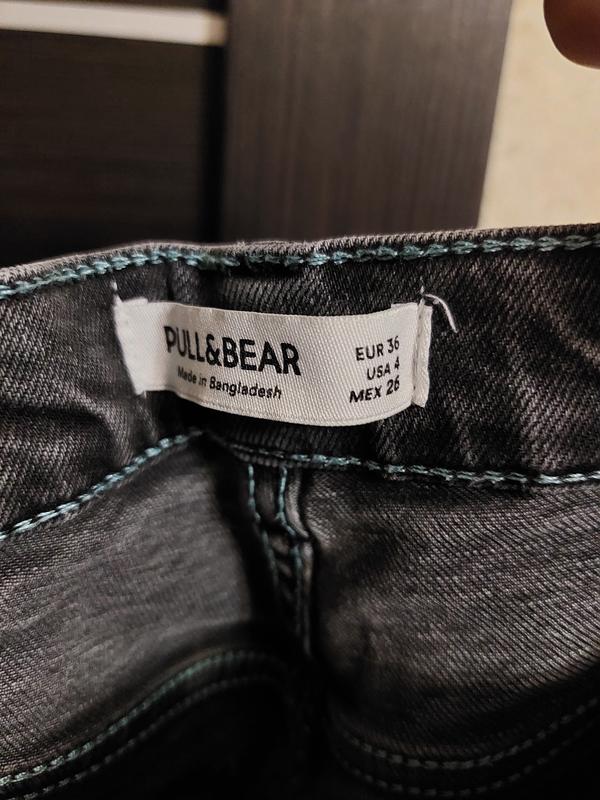 PULL&BEAR
Made in Bangladesh
EUR 36
USA 4
MEX 26